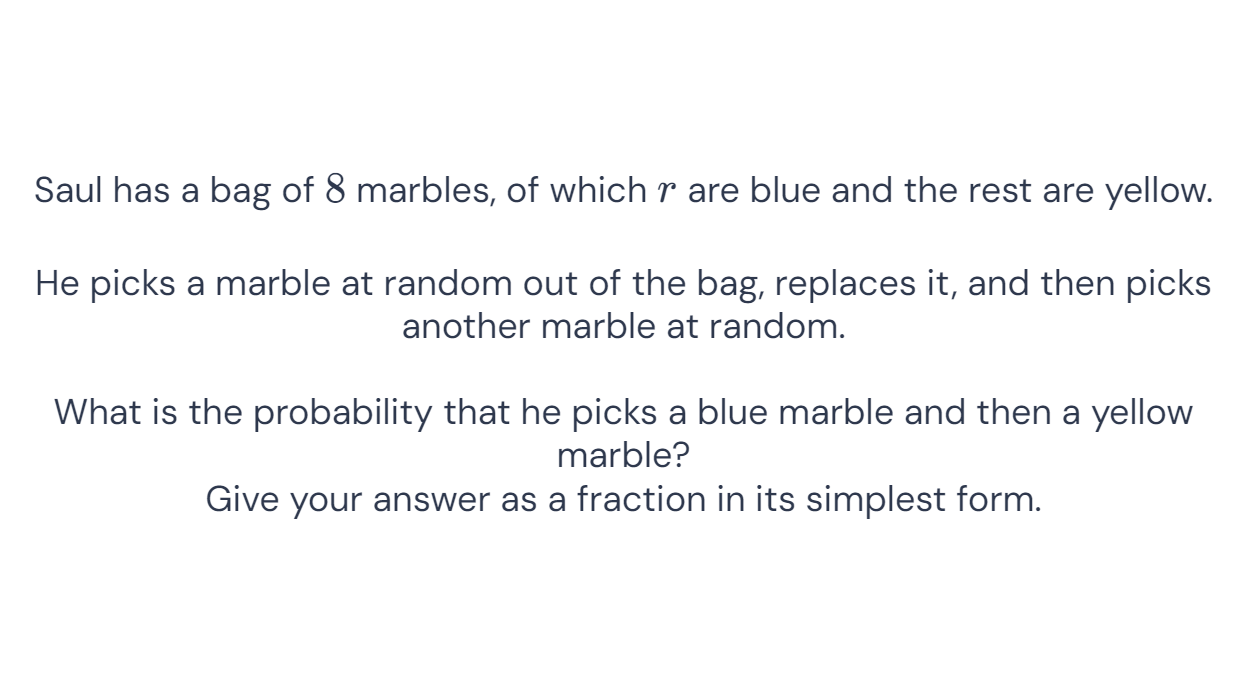 Saul has a bag of 8 marbles, of which r are blue and the rest are yellow.
He picks a marble at random out of the bag, replaces it, and then picks
another marble at random.
What is the probability that he picks a blue marble and then a yellow
marble?
Give your answer as a fraction in its simplest form.